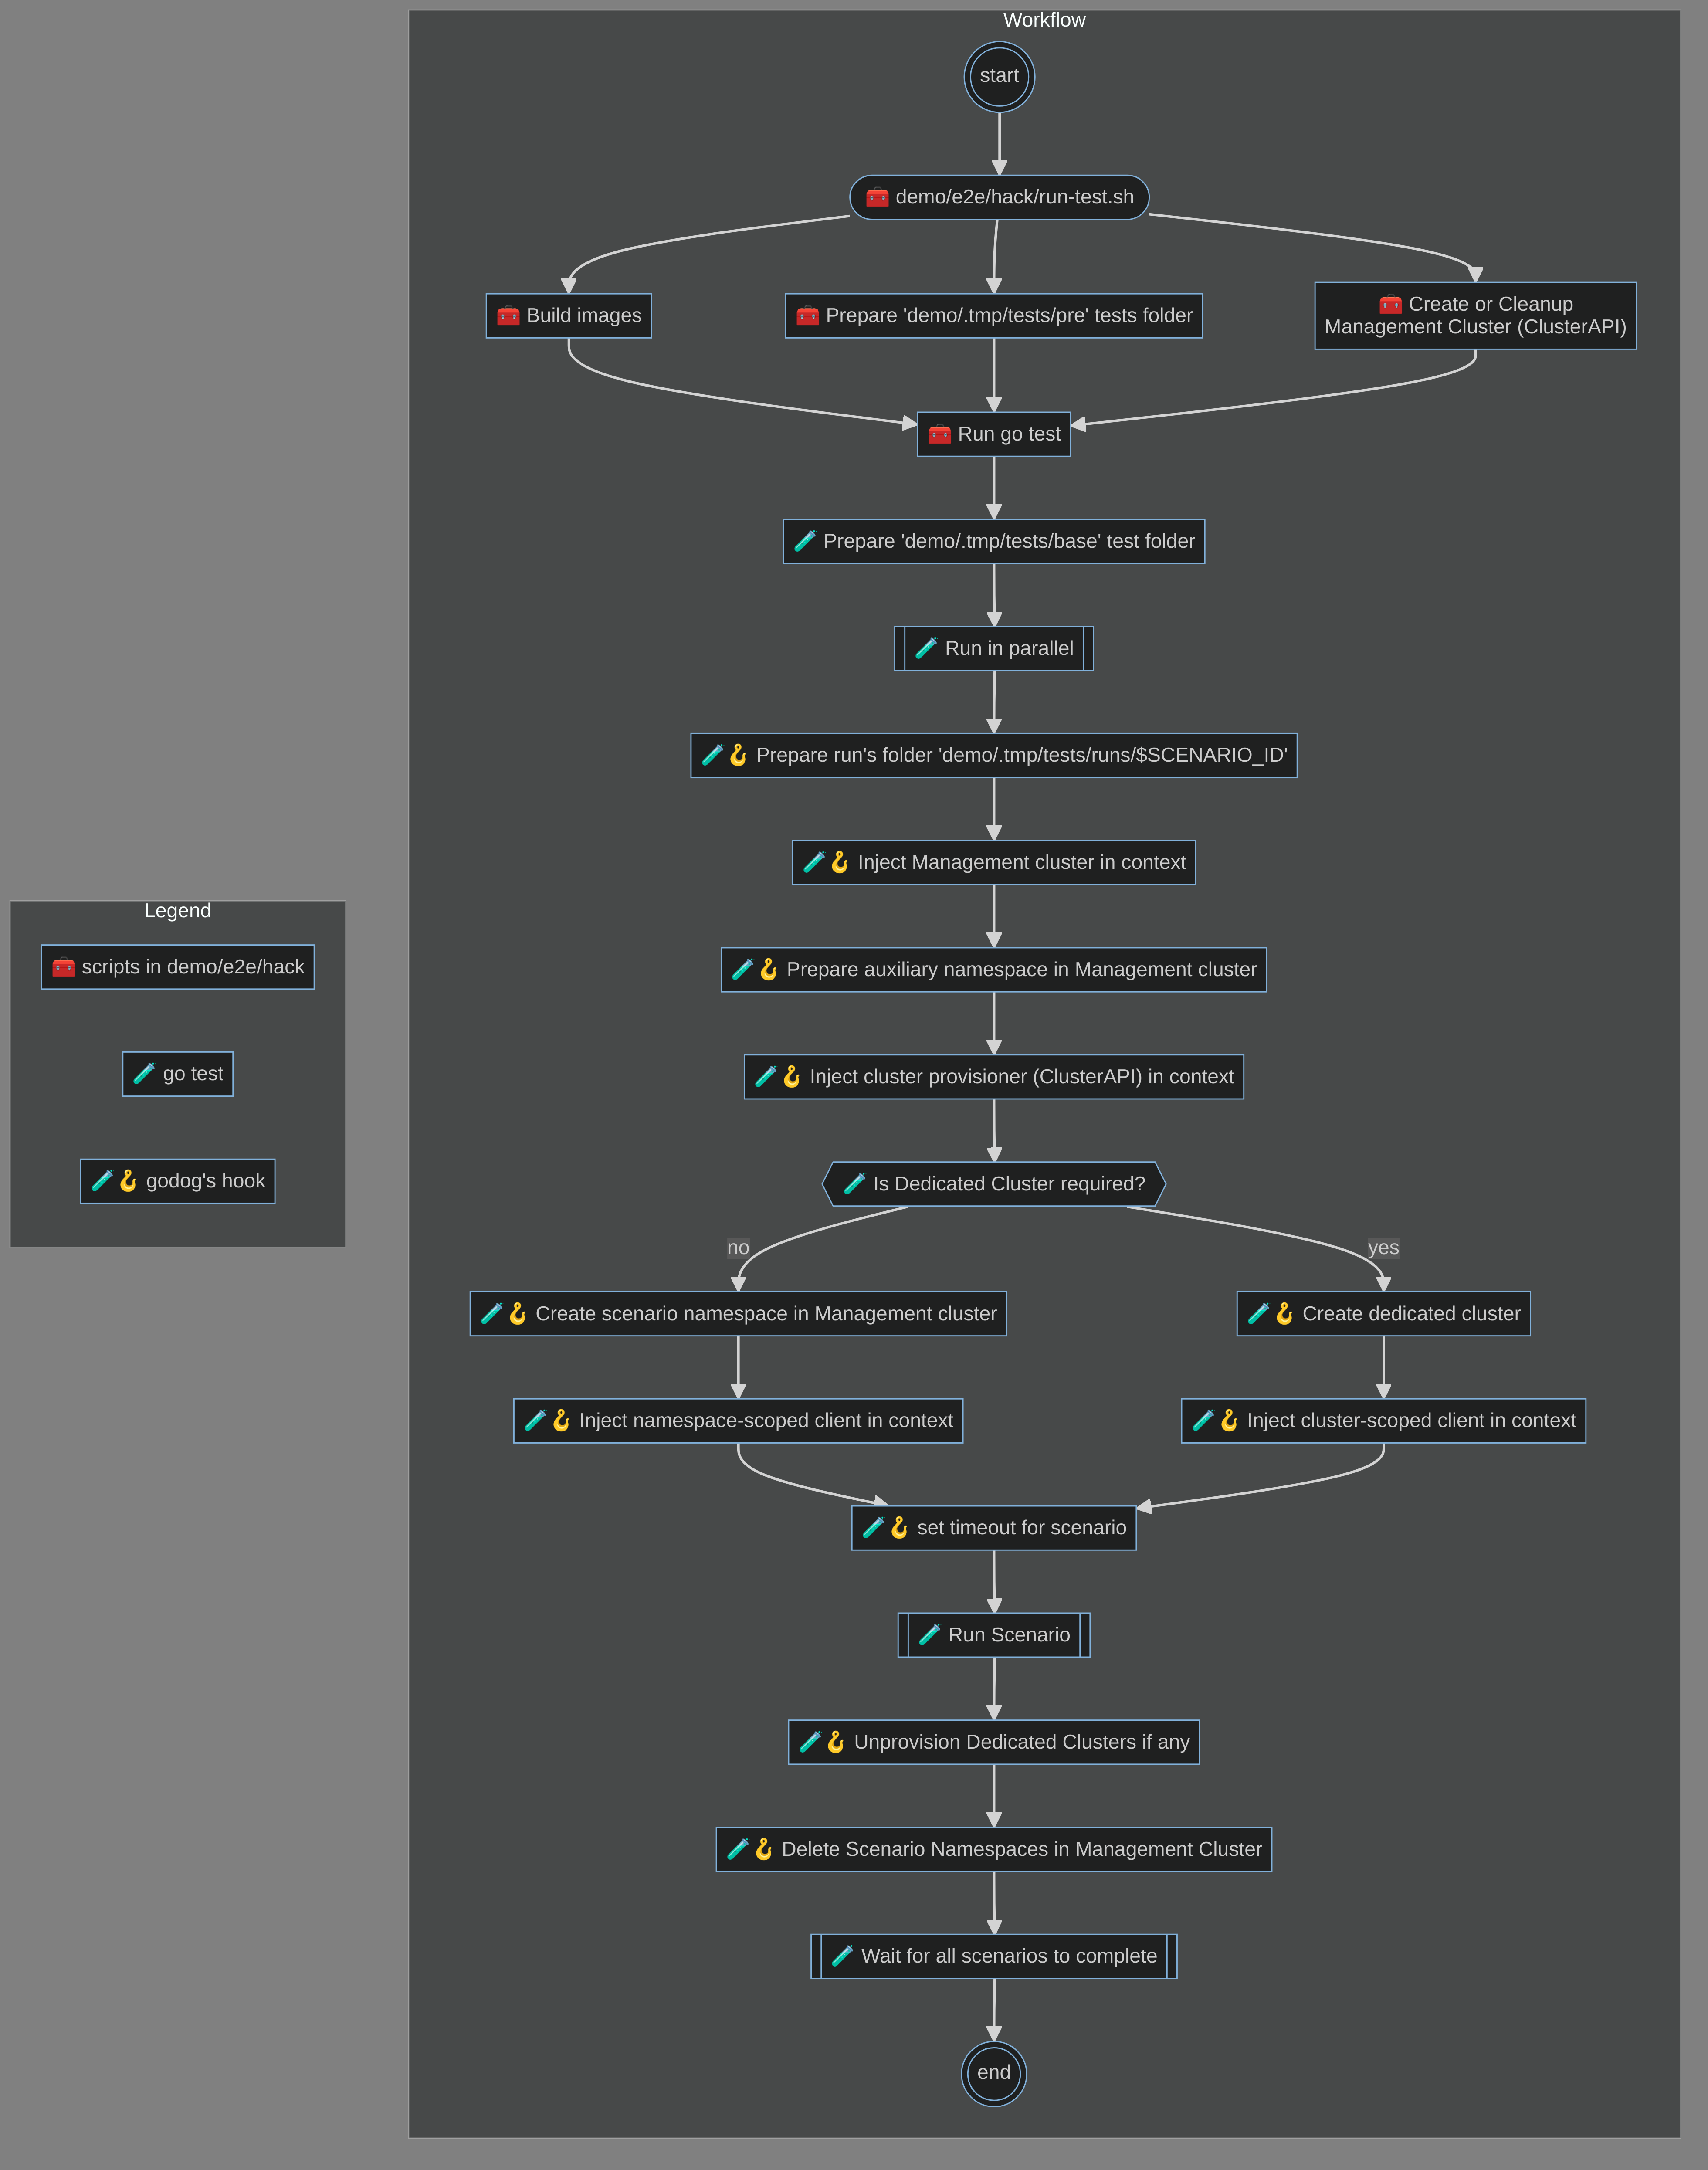 Workflow
start
🧰 demo/e2e/hack/run-test.sh
🧰 Build images
🧰 Prepare 'demo/.tmp/tests/pre' tests folder
🧰 Create or Cleanup
Management Cluster (ClusterAPI)
🧰 Run go test
🧪 Prepare 'demo/.tmp/tests/base' test folder
🧪 Run in parallel
🧪🪝 Prepare run's folder 'demo/.tmp/tests/runs/$SCENARIO_ID'
🧪🪝 Inject Management cluster in context
🧪🪝 Prepare auxiliary namespace in Management cluster
🧪🪝 Inject cluster provisioner (ClusterAPI) in context
🧪 Is Dedicated Cluster required?
no
yes
🧪🪝 Create scenario namespace in Management cluster
🧪🪝 Create dedicated cluster
🧪🪝 Inject namespace-scoped client in context
🧪🪝 Inject cluster-scoped client in context
🧪🪝 set timeout for scenario
🧪 Run Scenario
🧪🪝 Unprovision Dedicated Clusters if any
🧪🪝 Delete Scenario Namespaces in Management Cluster
🧪 Wait for all scenarios to complete
end
Legend
🧰 scripts in demo/e2e/hack
🧪 go test
🧪🪝 godog's hook